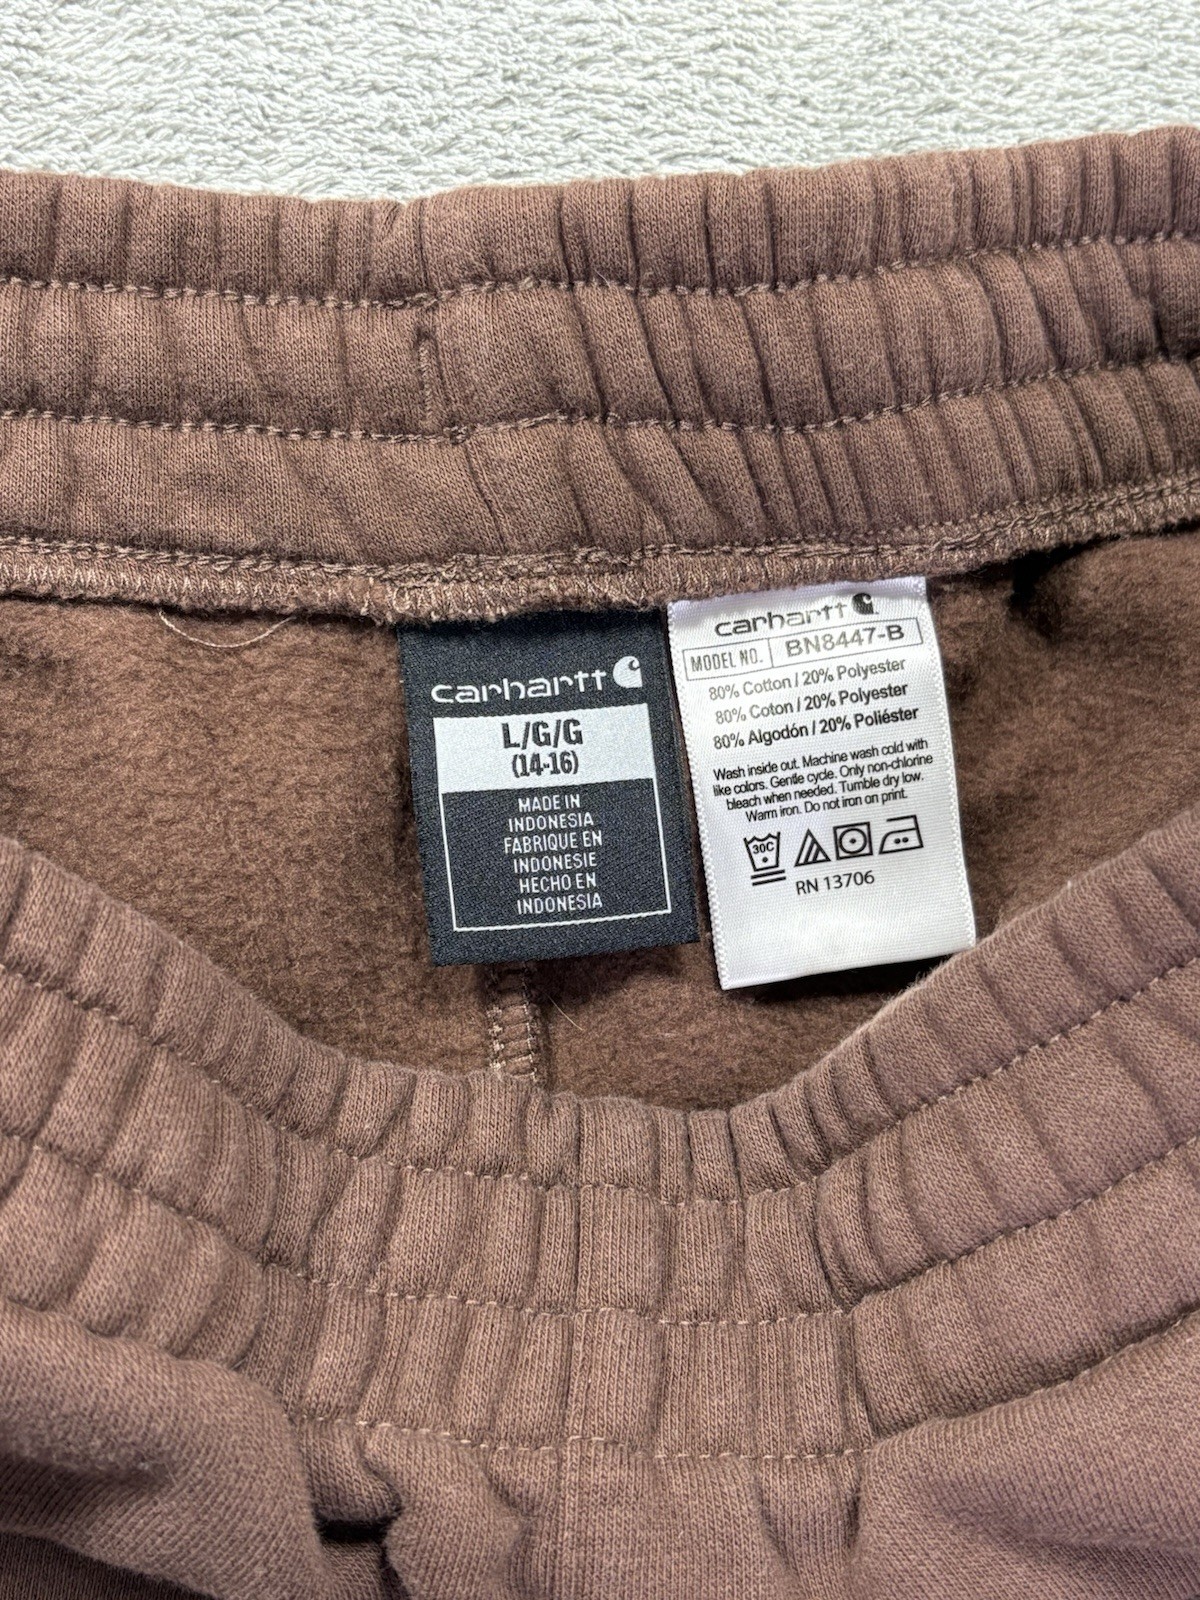 carhartt
L/G/G
(14-16)
MADE IN
INDONESIA
FABRIQUE EN
INDONESIE
HECHO EN
INDONESIA
carhartt
MODEL NO. BN8447-B
80% Cotton / 20% Polyester
80% Coton / 20% Polyester
80% Algodón / 20% Poliéster
Wash inside out. Machine wash cold with
like colors. Gentle cycle. Only non-chlorine
bleach when needed. Tumble dry low.
Warm iron. Do not iron on print.
30C
RN 13706